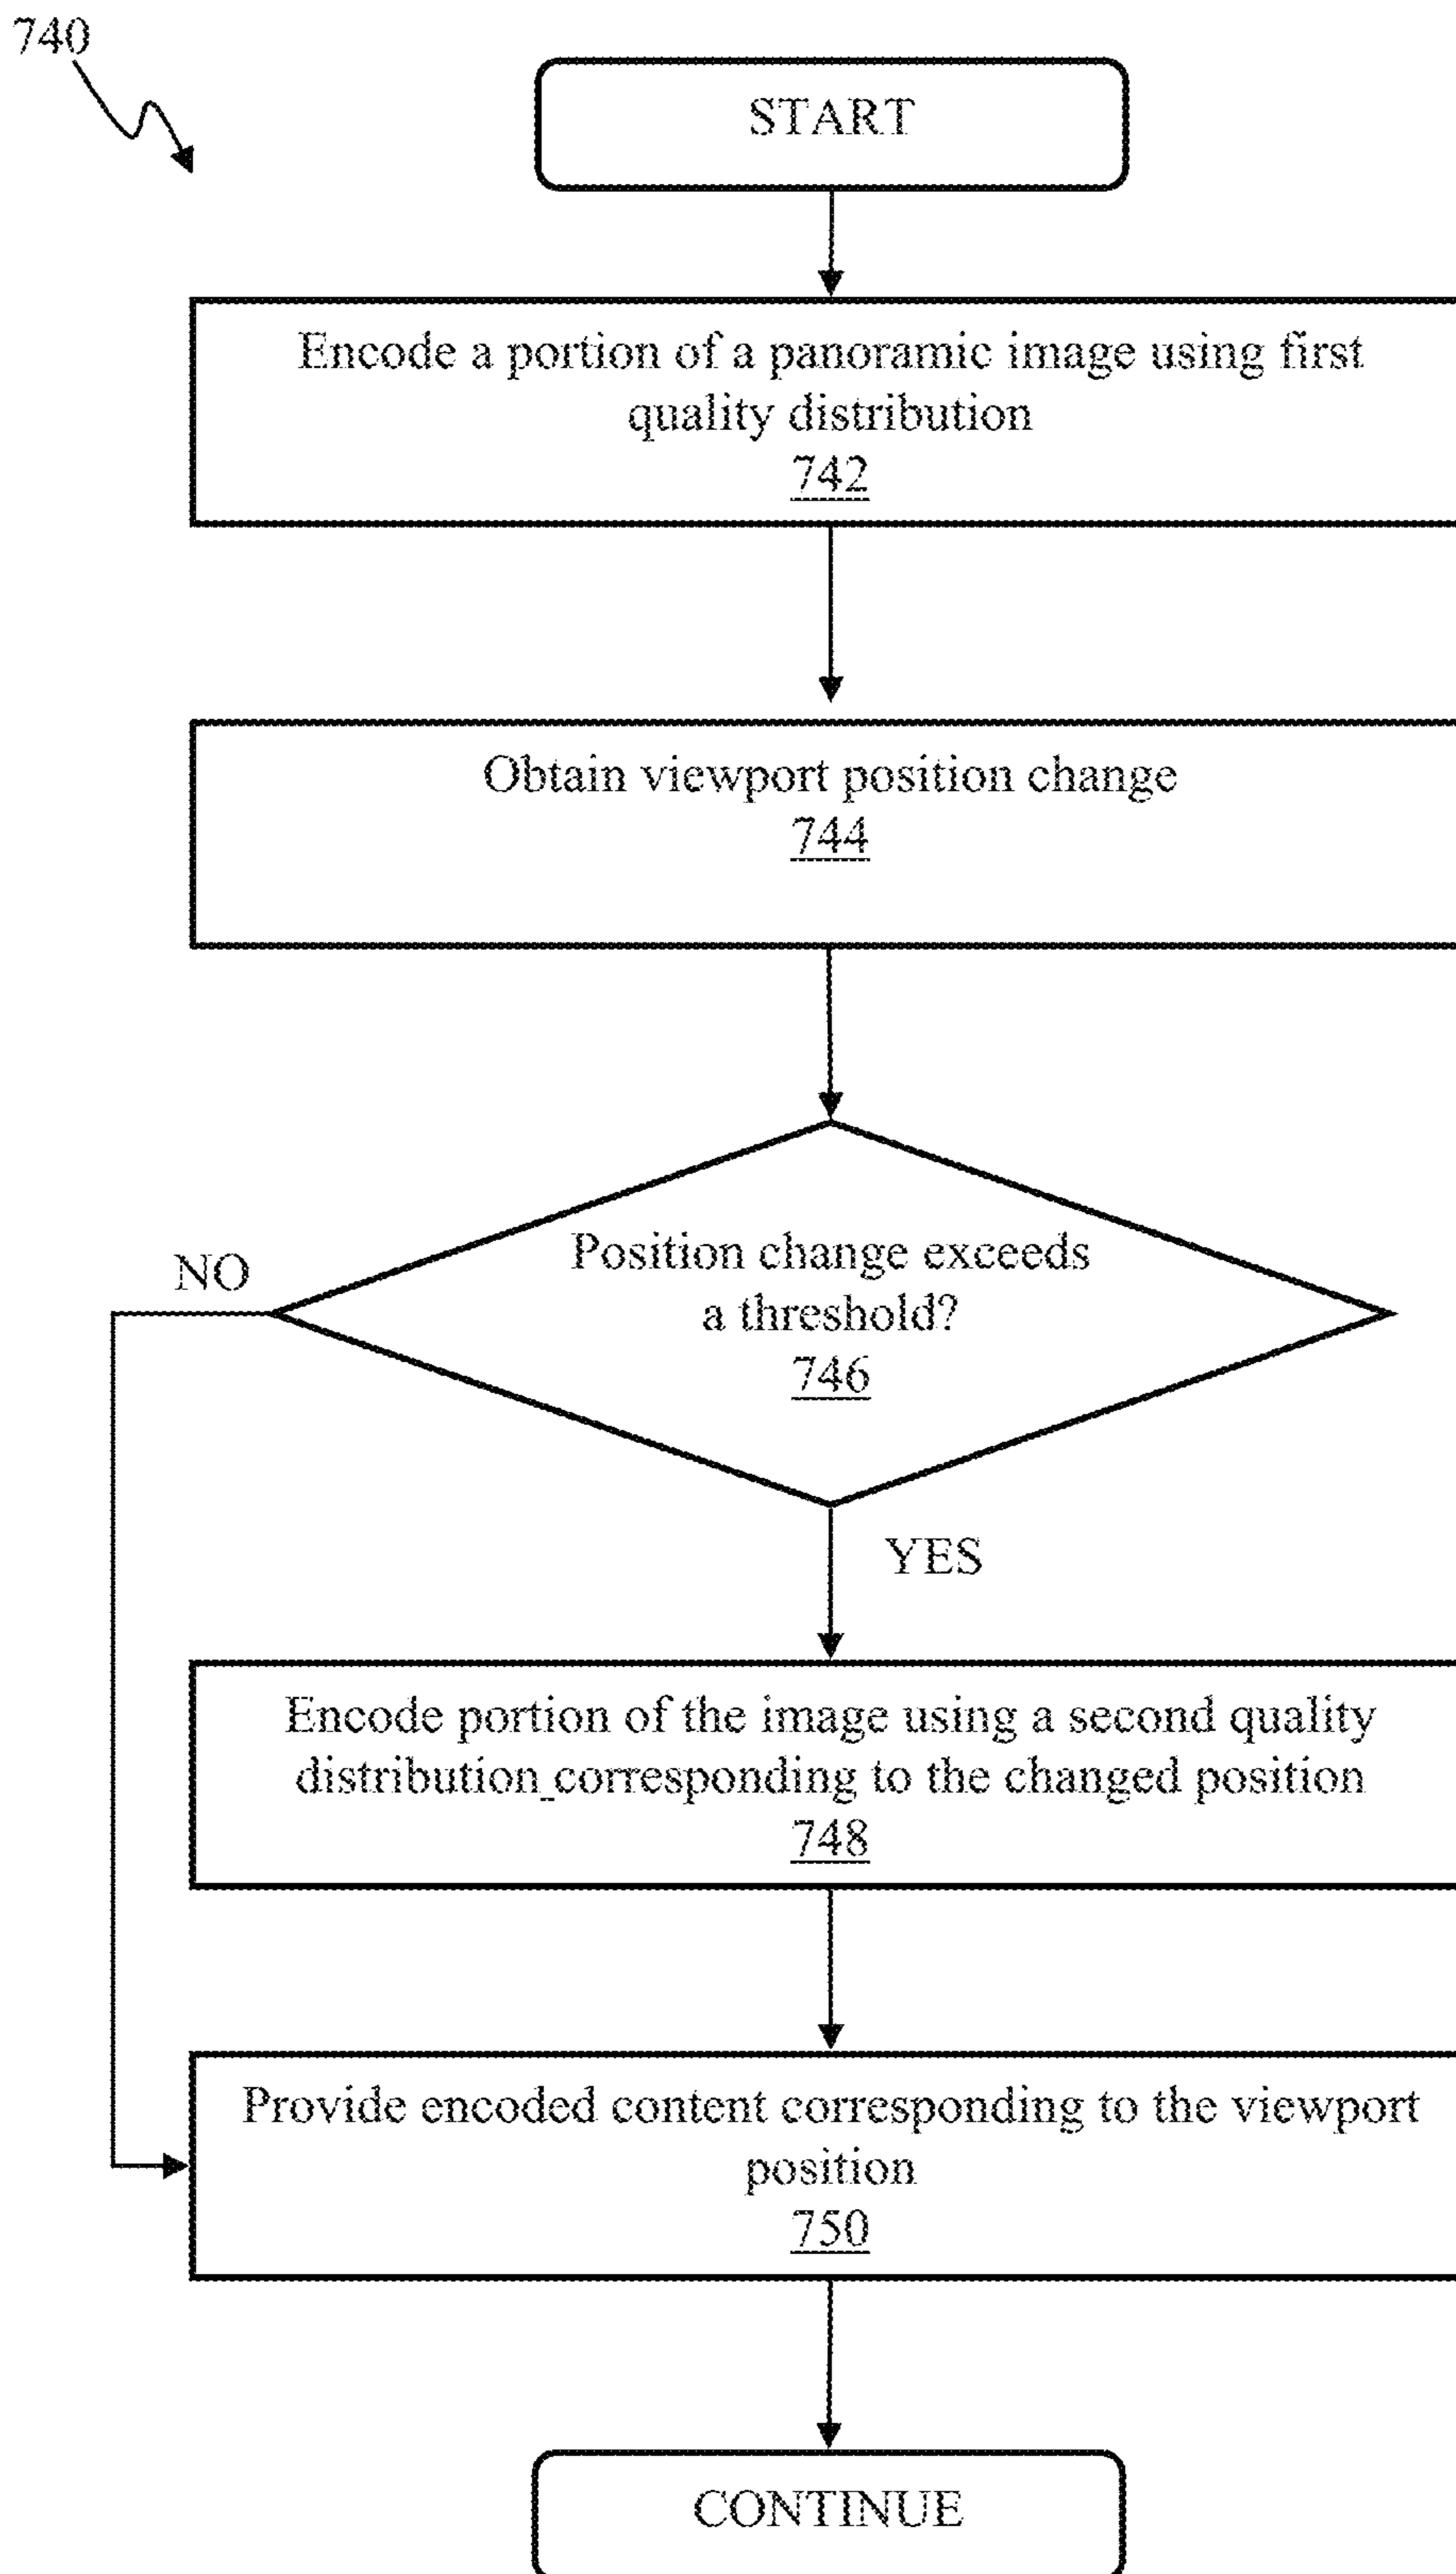 740
START
Encode a portion of a panoramic image using first
quality distribution
742
Obtain viewport position change
744
Position change exceeds
a threshold?
746
NO
YES
Encode portion of the image using a second quality
distribution corresponding to the changed position
748
Provide encoded content corresponding to the viewport
position
750
CONTINUE